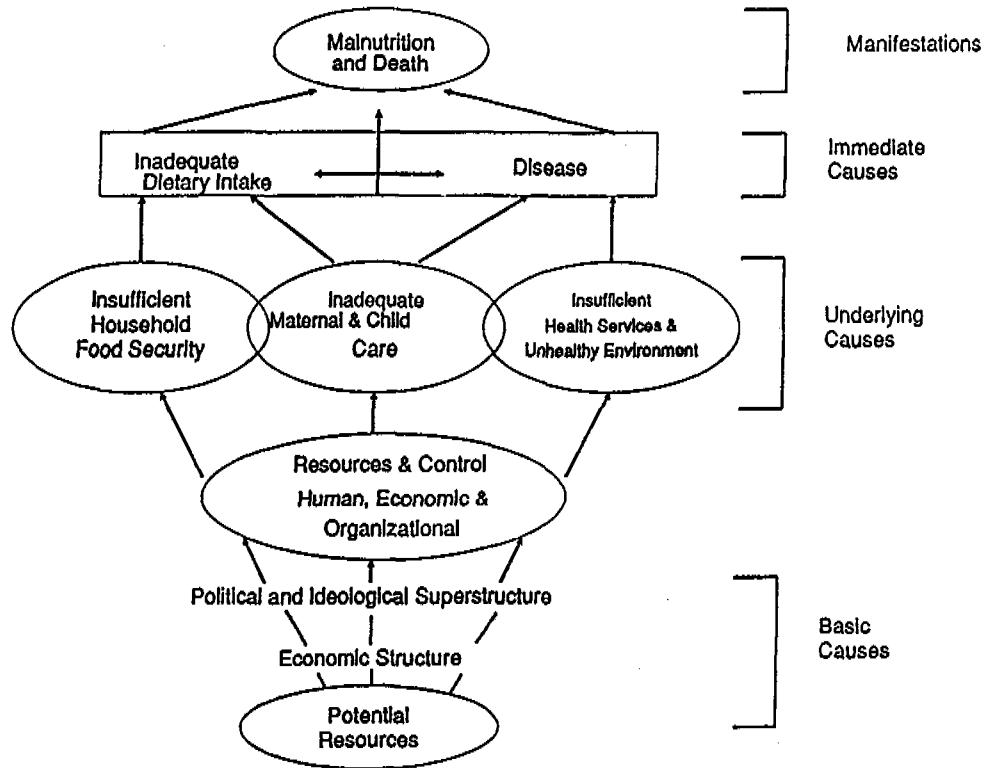 Malnutrition
and Death
Manifestations
Inadequate
Dietary Intake
Disease
Immediate
Causes
Insufficient
Household
Food Security
Inadequate
Maternal & Child
Care
Insufficient
Health Services &
Unhealthy Environment
Underlying
Causes
Resources & Control
Human, Economic &
Organizational
Political and Ideological Superstructure
Economic Structure
Basic
Causes
Potential
Resources